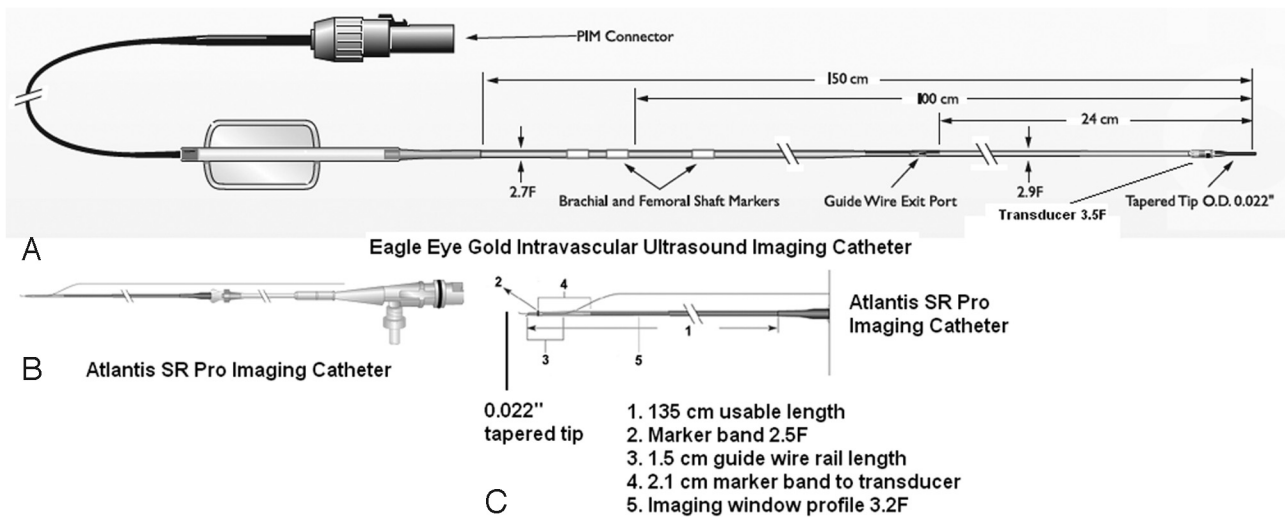 PIM Connector
150 cm
100 cm
24 cm
2.7F
Brachial and Femoral Shaft Markers
Guide Wire Exit Port
2.9F
Transducer 3.5F
Tapered Tip O.D. 0.022"
A
Eagle Eye Gold Intravascular Ultrasound Imaging Catheter
B
Atlantis SR Pro Imaging Catheter
2
4
1
3
5
Atlantis SR Pro
Imaging Catheter
0.022"
tapered tip
1. 135 cm usable length
2. Marker band 2.5F
3. 1.5 cm guide wire rail length
4. 2.1 cm marker band to transducer
5. Imaging window profile 3.2F
C